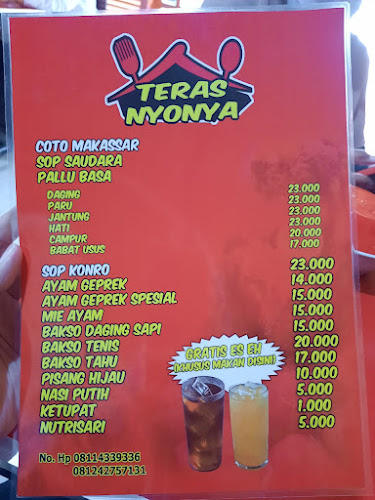 TERAS
NYONYA
COTO MAKASSAR
SOP SAUDARA
PALLU BASA
DAGING 23.000
PARU 23.000
JANTUNG 23.000
HATI 23.000
CAMPUR 20.000
BABAT USUS 17.000
SOP KONRO 23.000
AYAM GEPREK 14.000
AYAM GEPREK SPESIAL 15.000
MIE AYAM 15.000
BAKSO DAGING SAPI 15.000
BAKSO TENIS 20.000
BAKSO TAHU 17.000
PISANG HIJAU 10.000
NASI PUTIH 5.000
KETUPAT 1.000
NUTRISARI 5.000
GRATIS ES EH
(KHUSUS MAKAN DISINI)
No. Hp 08114339336
081242757131